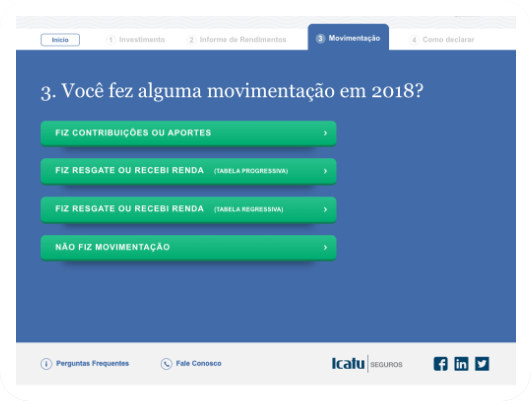 Início
1 Investimento
2 Informe de Rendimentos
3 Movimentação
4 Como declarar
3. Você fez alguma movimentação em 2018?
FIZ CONTRIBUIÇÕES OU APORTES
FIZ RESGATE OU RECEBI RENDA (TABELA PROGRESSIVA)
FIZ RESGATE OU RECEBI RENDA (TABELA REGRESSIVA)
NÃO FIZ MOVIMENTAÇÃO
Perguntas Frequentes
Fale Conosco
Icatu SEGUROS